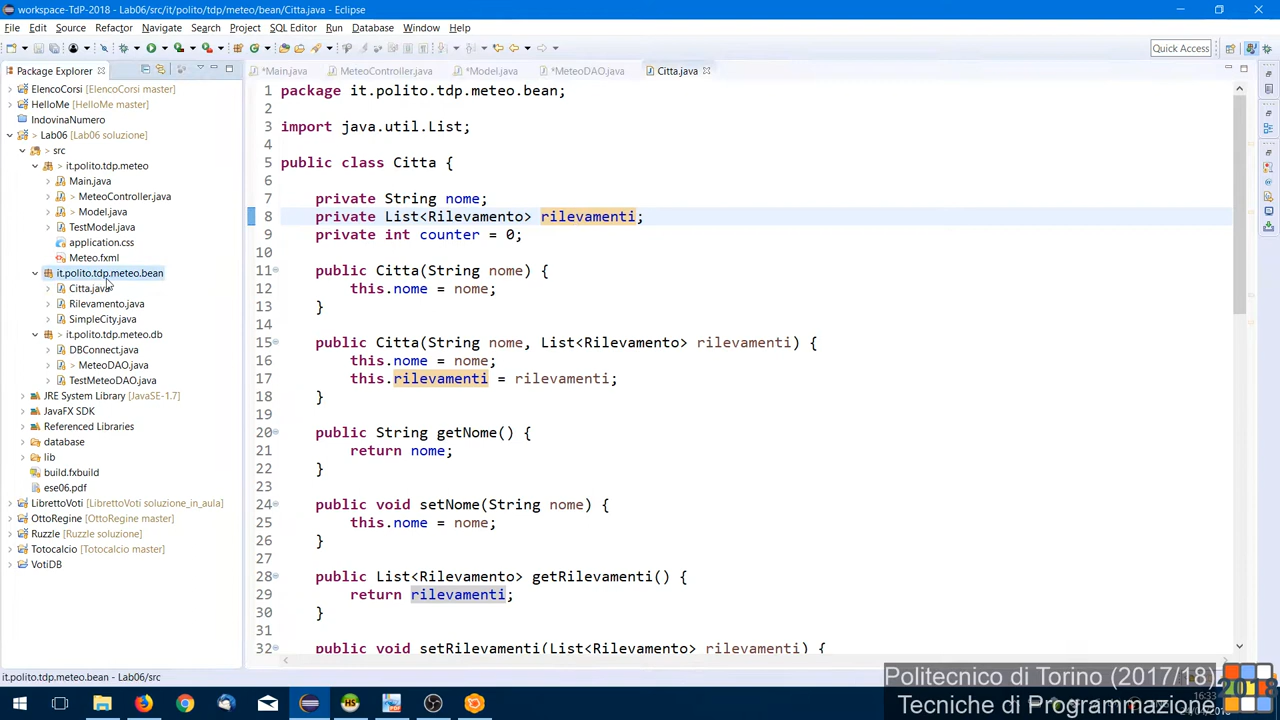 workspace-TdP-2018 - Lab06/src/it/polito/tdp/meteo/bean/Citta.java - Eclipse
File Edit Source Refactor Navigate Search Project SQL Editor Run Database Window Help
Quick Access
Package Explorer
*Main.java MeteoController.java *Model.java *MeteoDAO.java Citta.java
ElencoCorsi [ElencoCorsi master]
HelloMe [HelloMe master]
IndovinaNumero
> Lab06 [Lab06 soluzione]
> src
> it.polito.tdp.meteo
Main.java
> MeteoController.java
> Model.java
TestModel.java
application.css
Meteo.fxml
it.polito.tdp.meteo.bean
Citta.java
Rilevamento.java
SimpleCity.java
> it.polito.tdp.meteo.db
DBConnect.java
> MeteoDAO.java
TestMeteoDAO.java
JRE System Library [JavaSE-1.7]
JavaFX SDK
Referenced Libraries
database
lib
build.fxbuild
ese06.pdf
LibrettoVoti [LibrettoVoti soluzione_in_aula]
OttoRegine [OttoRegine master]
Ruzzle [Ruzzle soluzione]
Totocalcio [Totocalcio master]
VotiDB
1 package it.polito.tdp.meteo.bean;
2
3 import java.util.List;
4
5 public class Citta {
6
7 private String nome;
8 private List<Rilevamento> rilevamenti;
9 private int counter = 0;
10
11 public Citta(String nome) {
12 this.nome = nome;
13 }
14
15 public Citta(String nome, List<Rilevamento> rilevamenti) {
16 this.nome = nome;
17 this.rilevamenti = rilevamenti;
18 }
19
20 public String getNome() {
21 return nome;
22 }
23
24 public void setNome(String nome) {
25 this.nome = nome;
26 }
27
28 public List<Rilevamento> getRilevamenti() {
29 return rilevamenti;
30 }
31
32 public void setRilevamenti(List<Rilevamento> rilevamenti) {
it.polito.tdp.meteo.bean - Lab06/src
Politecnico di Torino (2017/18)
Tecniche di Programmazione
2018
16:33
HS